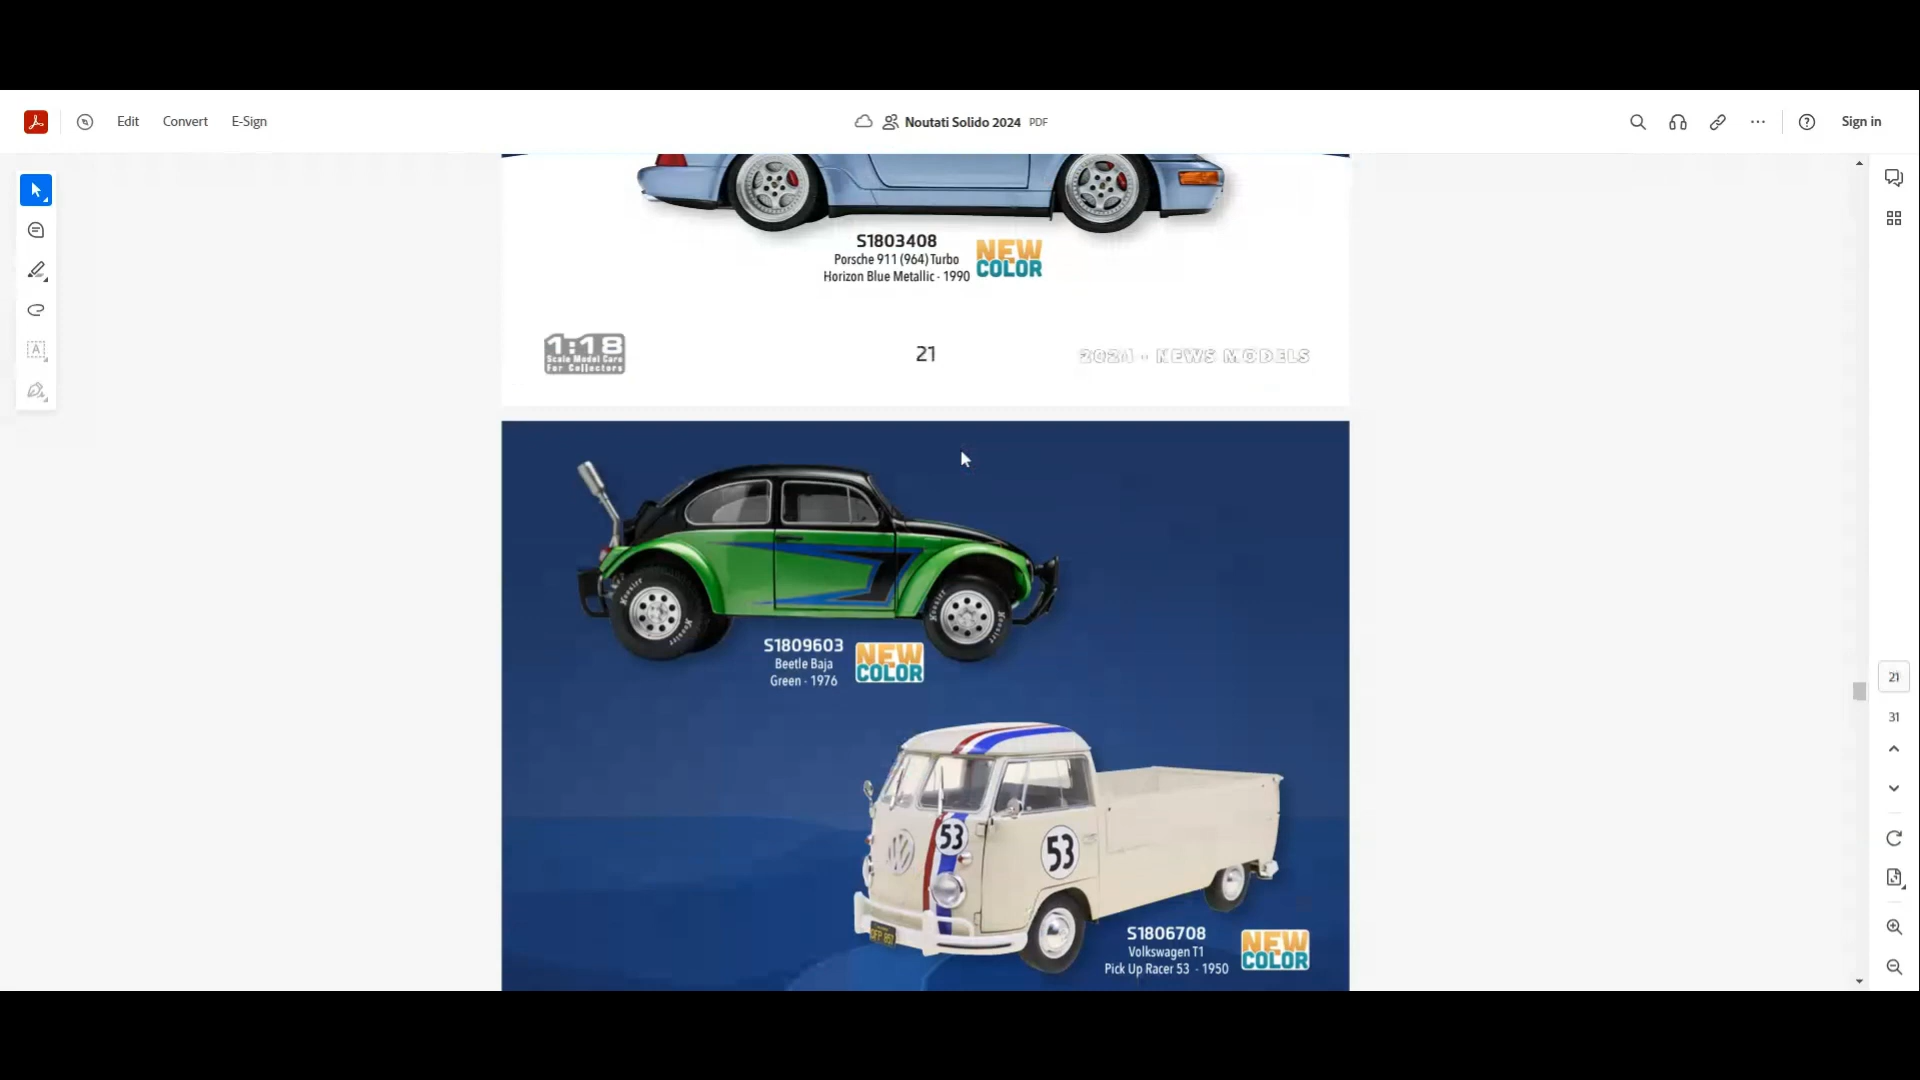 Edit
Convert
E-Sign
Noutati Solido 2024 PDF
Sign in
S1803408
Porsche 911 (964) Turbo
Horizon Blue Metallic - 1990
NEW
COLOR
1:18
Scale Model Cars
For Collectors
21
2024 - NEWS MODELS
Hoosier
Hoosier
S1809603
Beetle Baja
Green - 1976
NEW
COLOR
53
53
S1806708
Volkswagen T1
Pick Up Racer 53 - 1950
NEW
COLOR
21
31